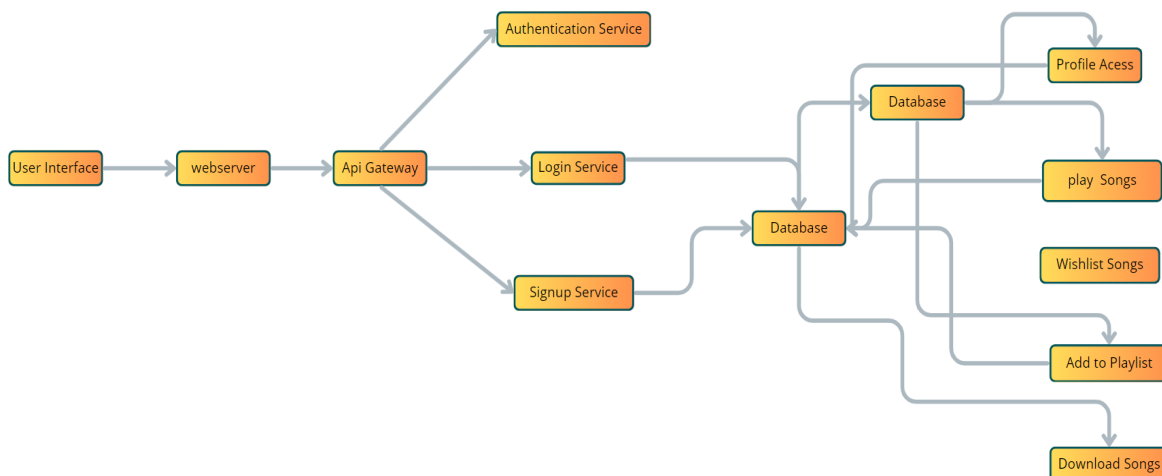 Authentication Service
Profile Acess
Database
User Interface
webserver
Api Gateway
Login Service
play  Songs
Database
Wishlist Songs
Signup Service
Add to Playlist
Download Songs